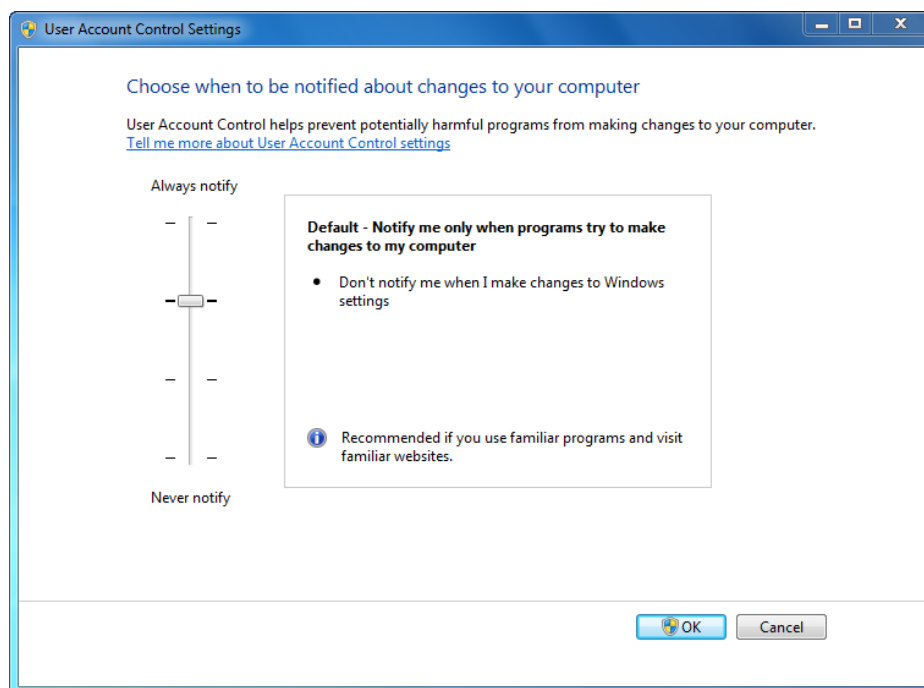 User Account Control Settings
Choose when to be notified about changes to your computer
User Account Control helps prevent potentially harmful programs from making changes to your computer.
Tell me more about User Account Control settings
Always notify
Default - Notify me only when programs try to make
changes to my computer
• Don't notify me when I make changes to Windows
settings
Recommended if you use familiar programs and visit
familiar websites.
Never notify
OK
Cancel